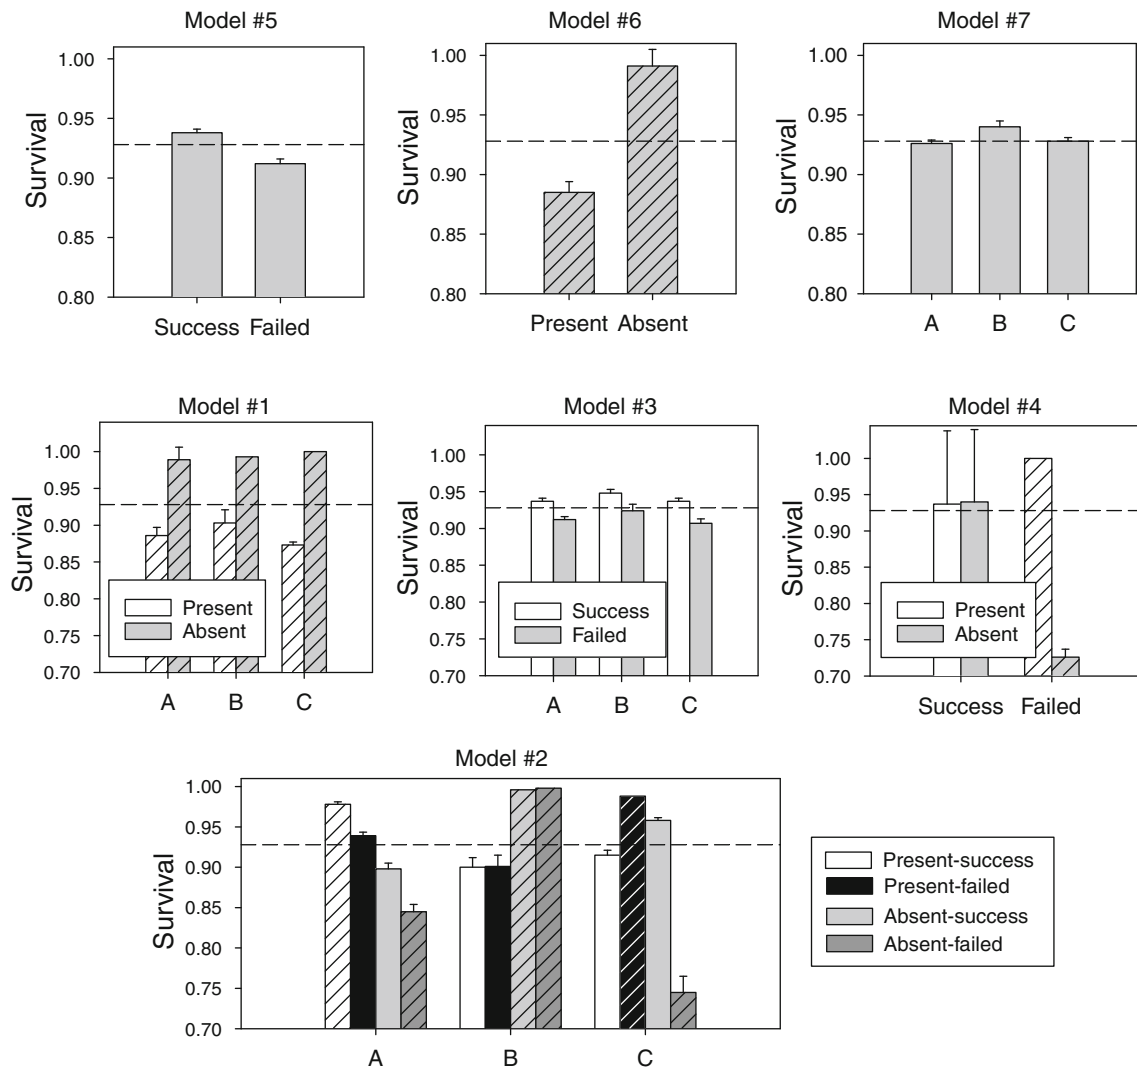 Model #5
Model #6
Model #7
Survival
1.00
0.95
0.90
0.85
0.80
Success Failed
Survival
1.00
0.95
0.90
0.85
0.80
Present Absent
Survival
1.00
0.95
0.90
0.85
0.80
A B C
Model #1
Model #3
Model #4
Survival
1.00
0.95
0.90
0.85
0.80
0.75
0.70
Present
Absent
A B C
Survival
1.00
0.95
0.90
0.85
0.80
0.75
0.70
Success
Failed
A B C
Survival
1.00
0.95
0.90
0.85
0.80
0.75
0.70
Present
Absent
Success Failed
Model #2
Survival
1.00
0.95
0.90
0.85
0.80
0.75
0.70
A B C
Present-success
Present-failed
Absent-success
Absent-failed